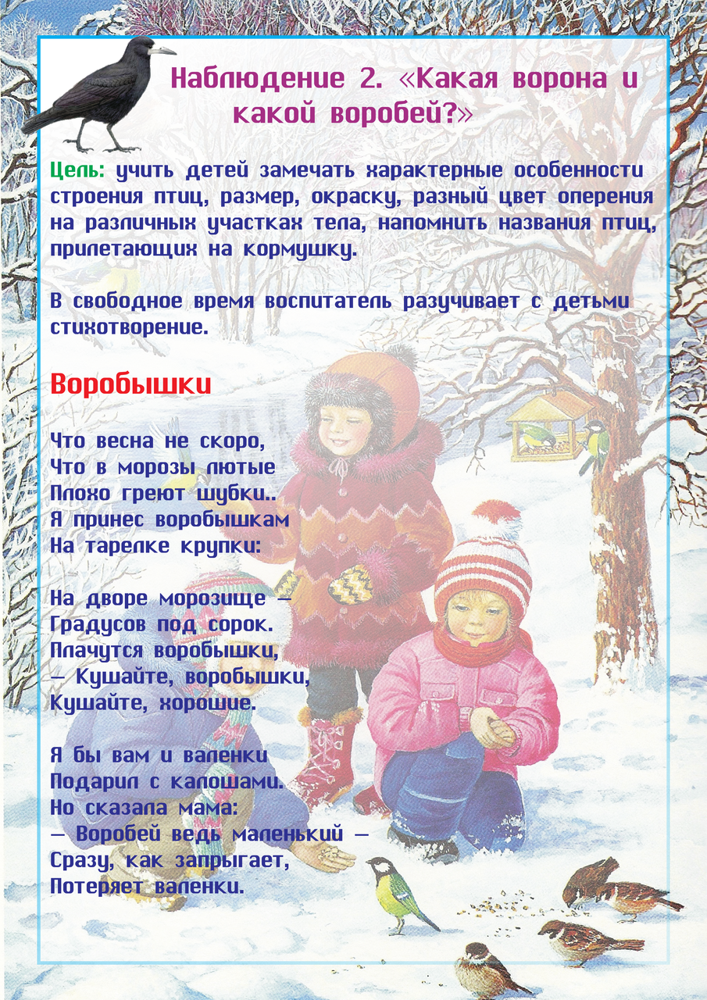 Наблюдение 2. «Какая ворона и
какой воробей?»
Цель: учить детей замечать характерные особенности
строения птиц, размер, окраску, разный цвет оперения
на различных участках тела, напомнить названия птиц,
прилетающих на кормушку.
В свободное время воспитатель разучивает с детьми
стихотворение.
Воробышки
Что весна не скоро,
Что в морозы лютые
Плохо греют шубки..
Я принес воробышкам
На тарелке крупки:
На дворе морозище –
Градусов под сорок.
Плачутся воробышки,
– Кушайте, воробышки,
Кушайте, хорошие.
Я бы вам и валенки
Подарил с калошами.
Но сказала мама:
– Воробей ведь маленький –
Сразу, как запрыгает,
Потеряет валенки.